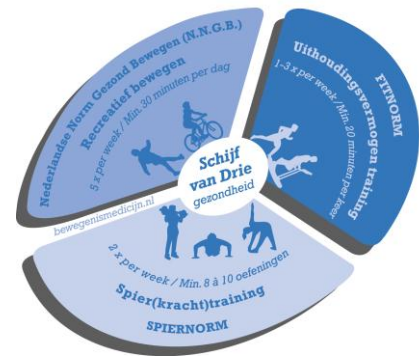 Nederlandse Norm Gezond Bewegen (N.N.G.B.)
Recreatief bewegen
5 x per week / Min. 30 minuten per dag
FITNORM
Uithoudingsvermogen training
1-3 x per week / Min. 20 minuten per keer
Schijf
van Drie
gezondheid
bewegenismedicijn.nl
2 x per week / Min. 8 à 10 oefeningen
Spier(kracht)training
SPIERNORM